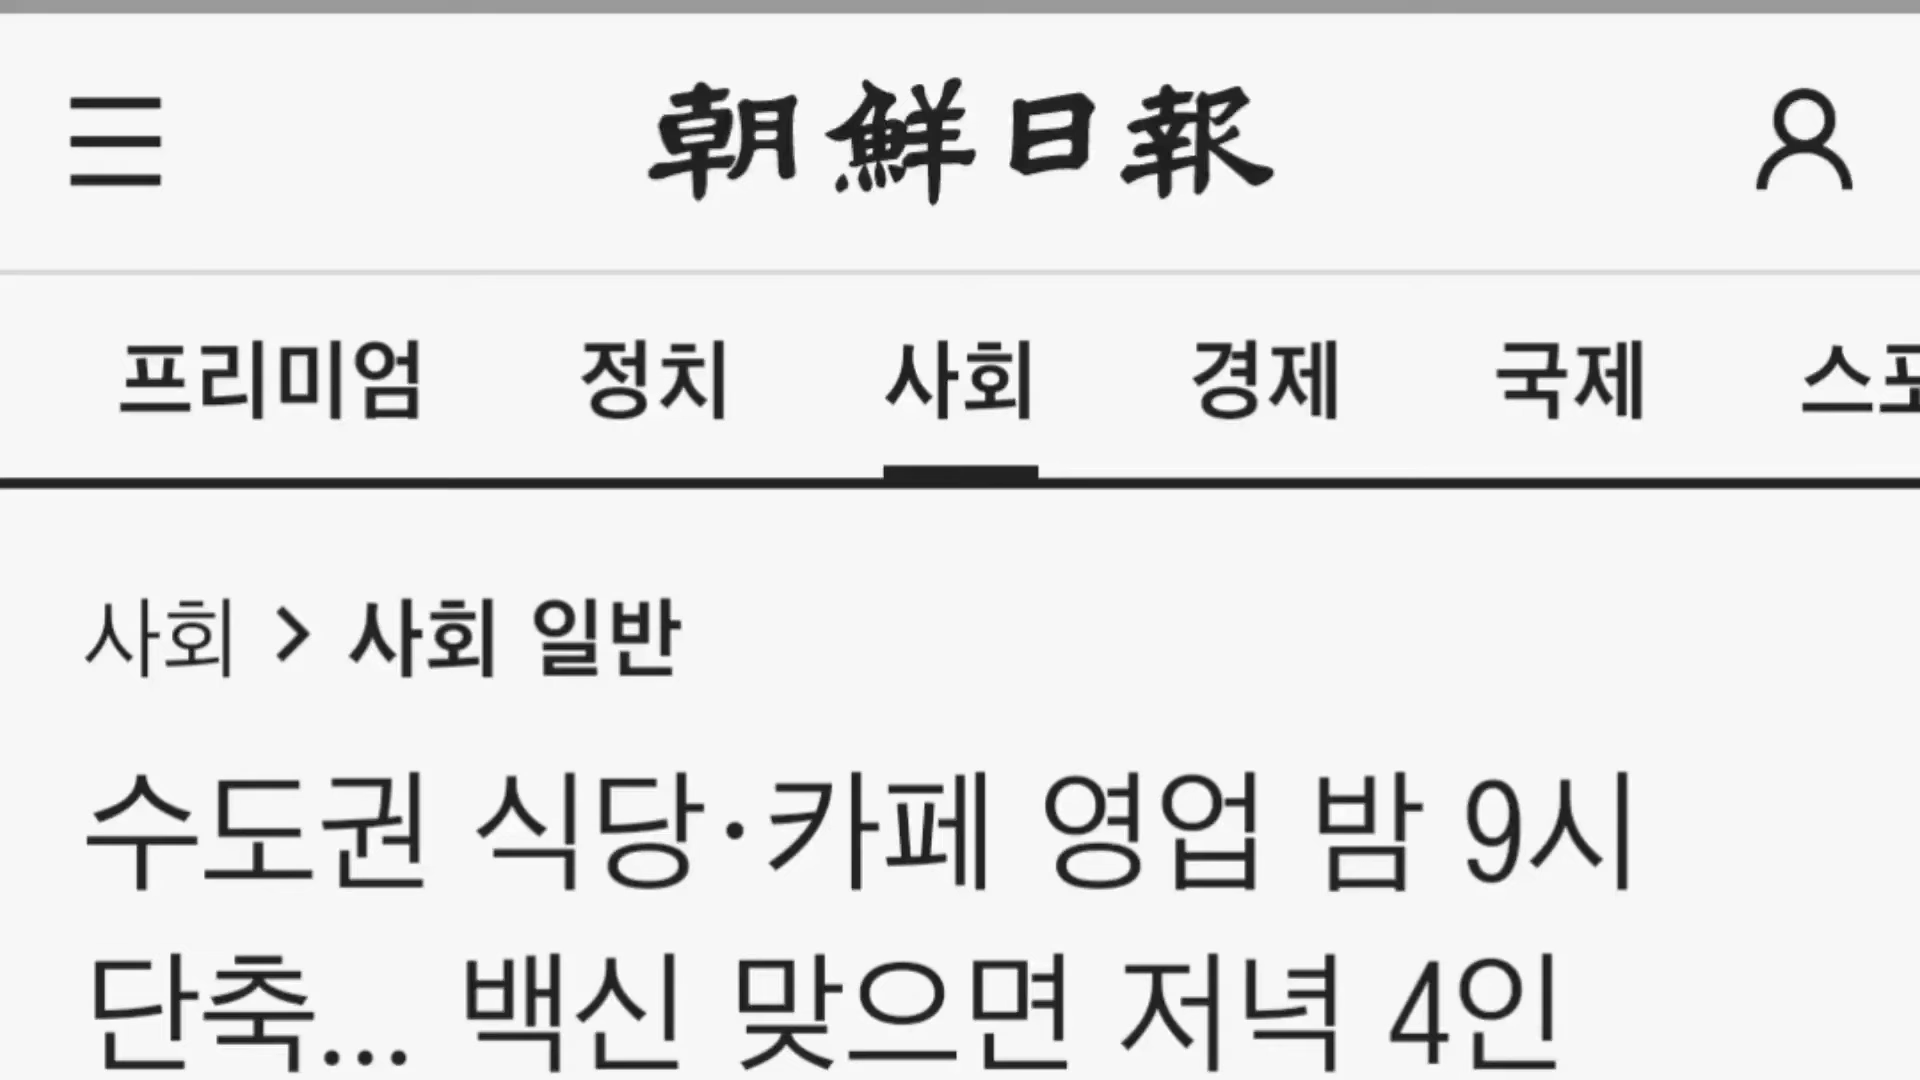 朝鮮日報
프리미엄 정치 사회 경제 국제 스포
사회 > 사회 일반
수도권 식당·카페 영업 밤 9시
단축... 백신 맞으면 저녁 4인